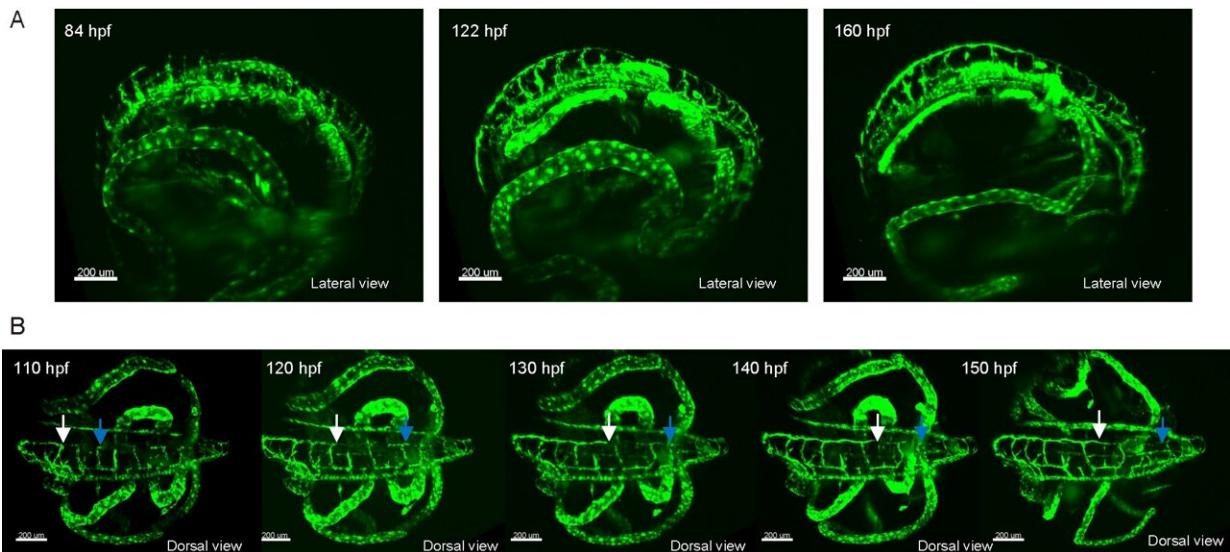 A
84 hpf
200 um
Lateral view
122 hpf
200 um
Lateral view
160 hpf
200 um
Lateral view
B
110 hpf
200 um
Dorsal view
120 hpf
200 um
Dorsal view
130 hpf
200 um
Dorsal view
140 hpf
200 um
Dorsal view
150 hpf
200 um
Dorsal view